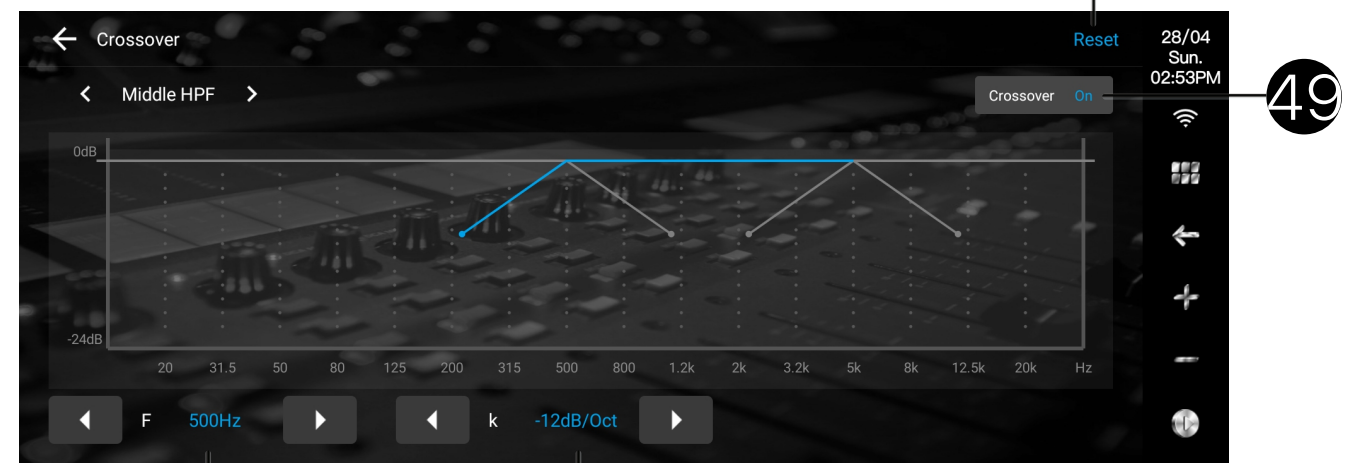 Crossover
Reset
28/04
Sun.
02:53PM
Middle HPF
Crossover On
49
0dB
-24dB
20 31.5 50 80 125 200 315 500 800 1.2k 2k 3.2k 5k 8k 12.5k 20k Hz
F 500Hz
k -12dB/Oct